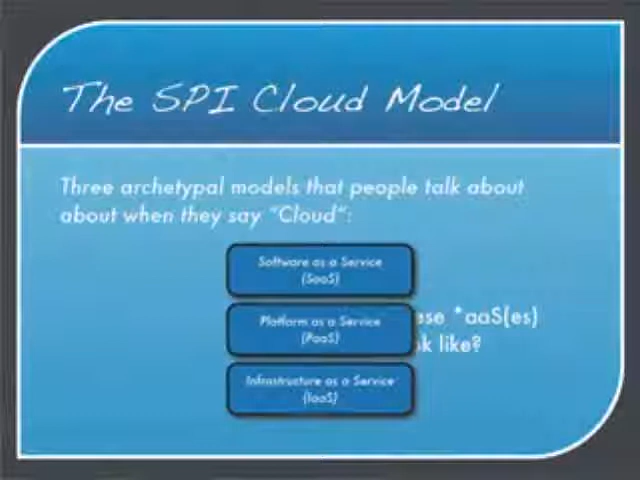 The SPI Cloud Model
Three archetypal models that people talk about
about when they say "Cloud":
Software as a Service
(SaaS)
Platform as a Service
(PaaS)
Infrastructure as a Service
(IaaS)
*aaS(es)
like?